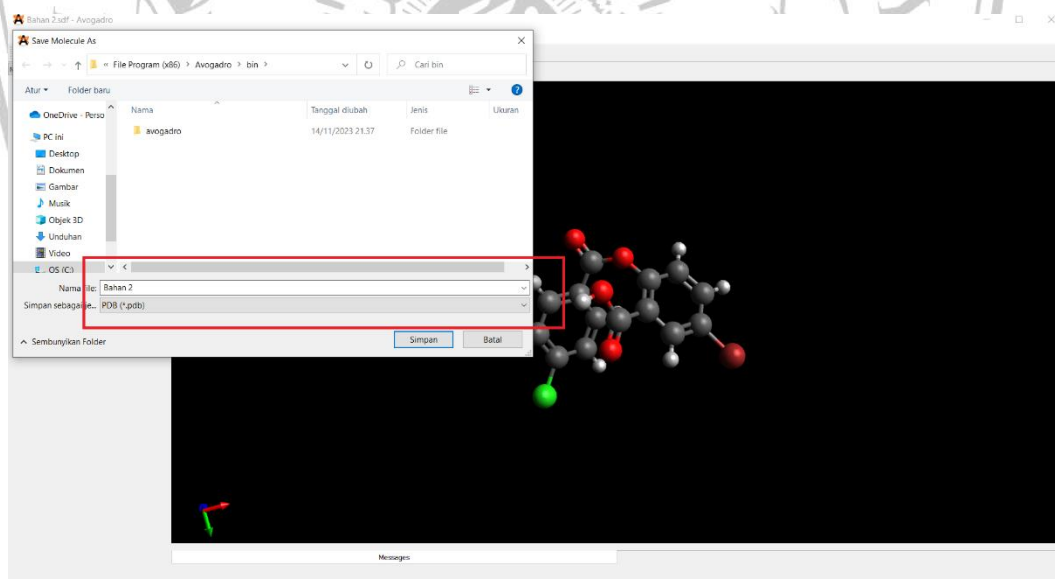 Bahan 2.sdf - Avogadro
Save Molecule As
« File Program (x86) > Avogadro > bin >
Cari bin
Atur
Folder baru
Nama
Tanggal diubah
Jenis
Ukuran
OneDrive - Perso
avogadro
14/11/2023 21.37
Folder file
PC ini
Desktop
Dokumen
Gambar
Musik
Objek 3D
Unduhan
Video
OS (C:)
Nama file: Bahan 2
Simpan sebagai je... PDB (*.pdb)
Sembunyikan Folder
Simpan
Batal
Messages